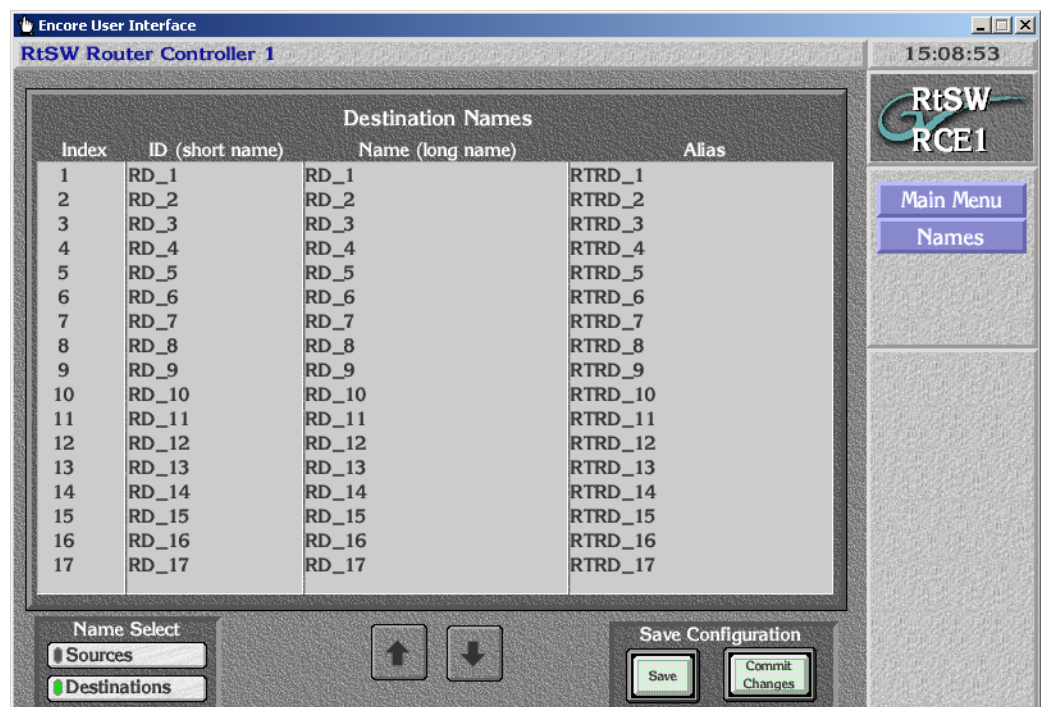 Encore User Interface
RtSW Router Controller 1
15:08:53
RtSW
RCE1
Main Menu
Names
Destination Names
Index ID (short name) Name (long name) Alias
1 RD_1 RD_1 RTRD_1
2 RD_2 RD_2 RTRD_2
3 RD_3 RD_3 RTRD_3
4 RD_4 RD_4 RTRD_4
5 RD_5 RD_5 RTRD_5
6 RD_6 RD_6 RTRD_6
7 RD_7 RD_7 RTRD_7
8 RD_8 RD_8 RTRD_8
9 RD_9 RD_9 RTRD_9
10 RD_10 RD_10 RTRD_10
11 RD_11 RD_11 RTRD_11
12 RD_12 RD_12 RTRD_12
13 RD_13 RD_13 RTRD_13
14 RD_14 RD_14 RTRD_14
15 RD_15 RD_15 RTRD_15
16 RD_16 RD_16 RTRD_16
17 RD_17 RD_17 RTRD_17
Name Select
Sources
Destinations
Save Configuration
Save
Commit
Changes